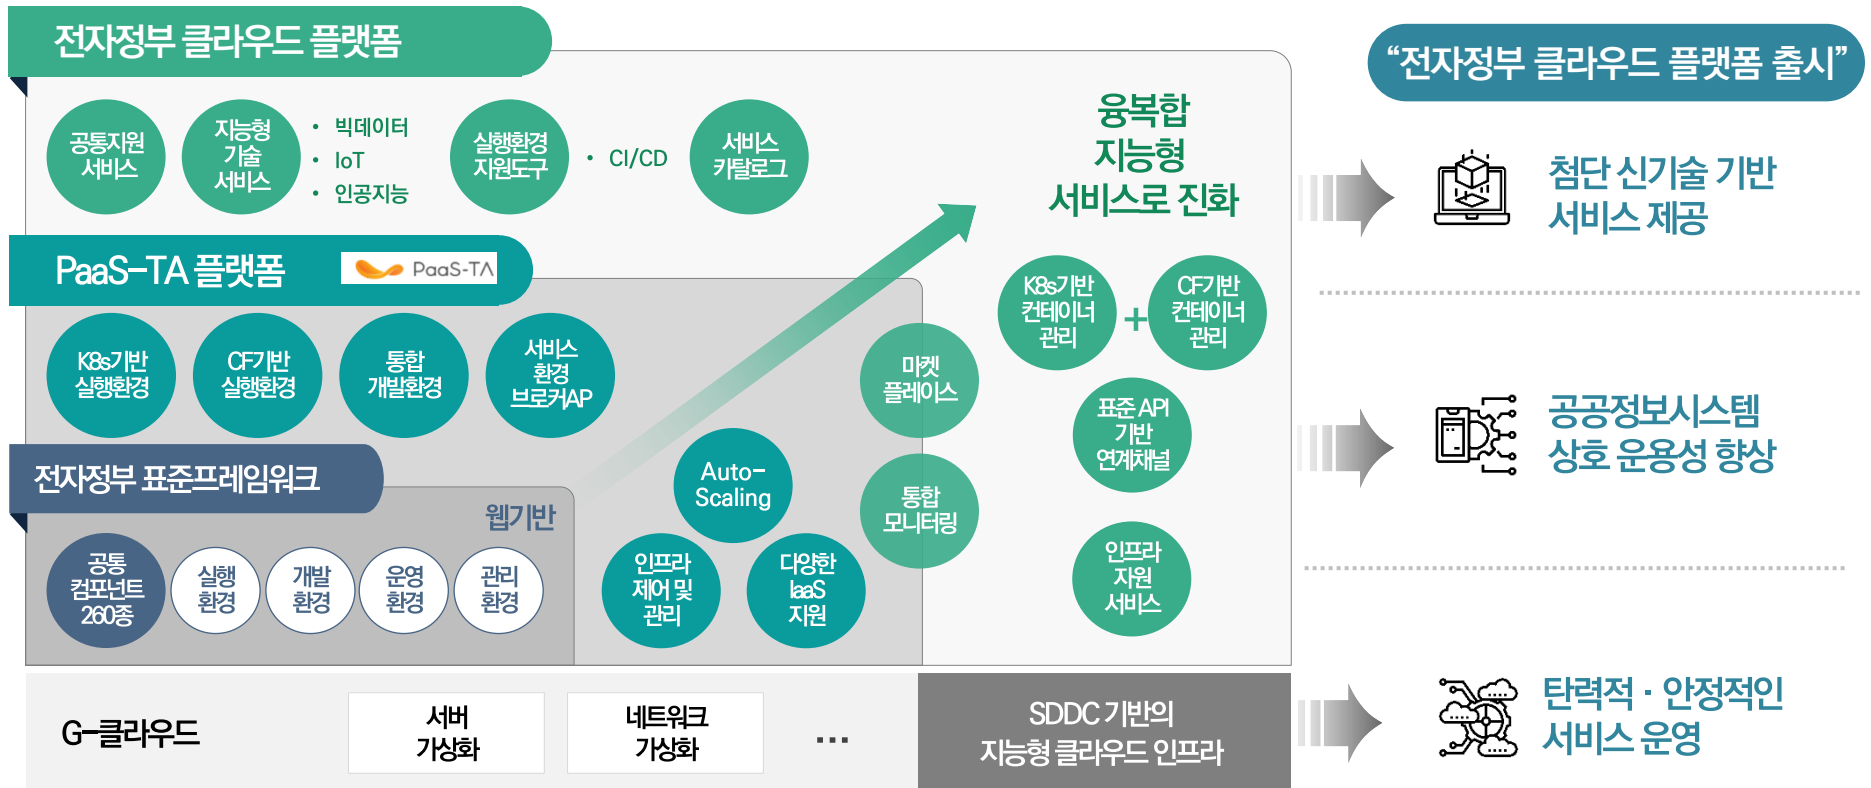 전자정부 클라우드 플랫폼
공통지원
서비스
지능형
기술
서비스
• 빅데이터
• IoT
• 인공지능
실행환경
지원도구
• CI/CD
서비스
카탈로그
융복합
지능형
서비스로 진화
PaaS-TA 플랫폼
PaaS-TA
K8s기반
실행환경
CF기반
실행환경
통합
개발환경
서비스
환경
브로커AP
마켓
플레이스
통합
모니터링
K8s기반
컨테이너
관리
+
CF기반
컨테이너
관리
표준 API
기반
연계채널
인프라
자원
서비스
Auto-
Scaling
인프라
제어 및
관리
다양한
IaaS
지원
전자정부 표준프레임워크
웹기반
공통
컴포넌트
260종
실행
환경
개발
환경
운영
환경
관리
환경
G-클라우드
서버
가상화
네트워크
가상화
...
SDDC 기반의
지능형 클라우드 인프라
“전자정부 클라우드 플랫폼 출시”
첨단 신기술 기반
서비스 제공
공공정보시스템
상호 운용성 향상
탄력적 · 안정적인
서비스 운영